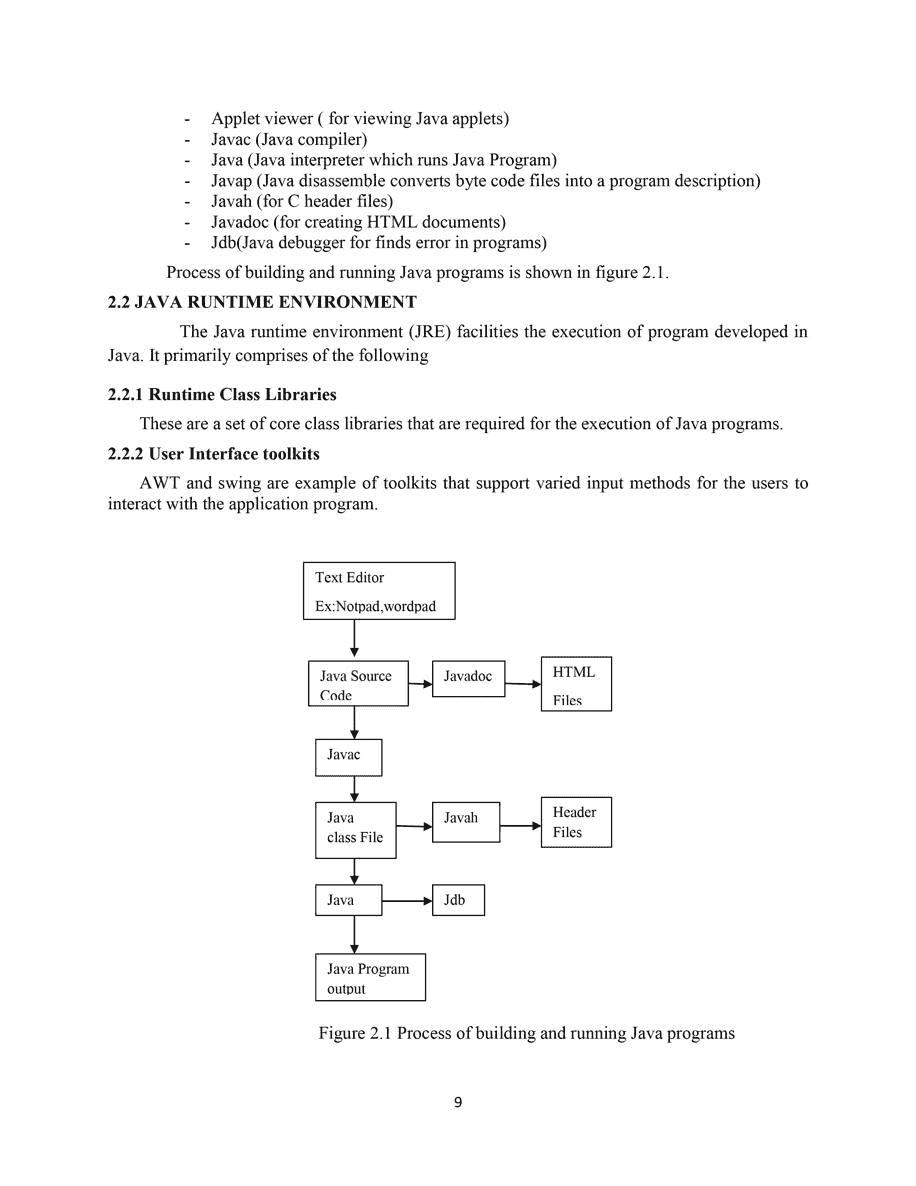 - Applet viewer ( for viewing Java applets)
- Javac (Java compiler)
- Java (Java interpreter which runs Java Program)
- Javap (Java disassemble converts byte code files into a program description)
- Javah (for C header files)
- Javadoc (for creating HTML documents)
- Jdb(Java debugger for finds error in programs)
Process of building and running Java programs is shown in figure 2.1.
2.2 JAVA RUNTIME ENVIRONMENT
The Java runtime environment (JRE) facilities the execution of program developed in
Java. It primarily comprises of the following
2.2.1 Runtime Class Libraries
These are a set of core class libraries that are required for the execution of Java programs.
2.2.2 User Interface toolkits
AWT and swing are example of toolkits that support varied input methods for the users to
interact with the application program.
Text Editor
Ex:Notpad,wordpad
Java Source
Code
Javadoc
HTML
Files
Javac
Java
class File
Javah
Header
Files
Java
Jdb
Java Program
output
Figure 2.1 Process of building and running Java programs
9